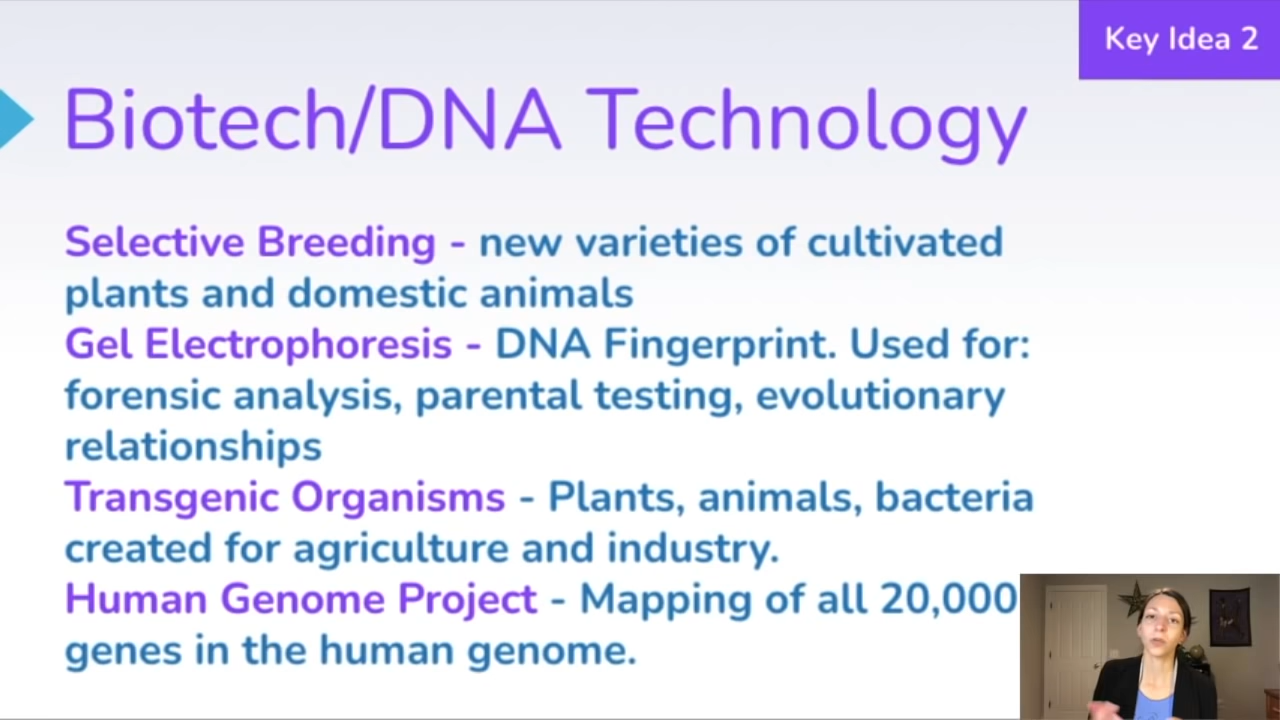 Key Idea 2
Biotech/DNA Technology
Selective Breeding - new varieties of cultivated
plants and domestic animals
Gel Electrophoresis - DNA Fingerprint. Used for:
forensic analysis, parental testing, evolutionary
relationships
Transgenic Organisms - Plants, animals, bacteria
created for agriculture and industry.
Human Genome Project - Mapping of all 20,000
genes in the human genome.